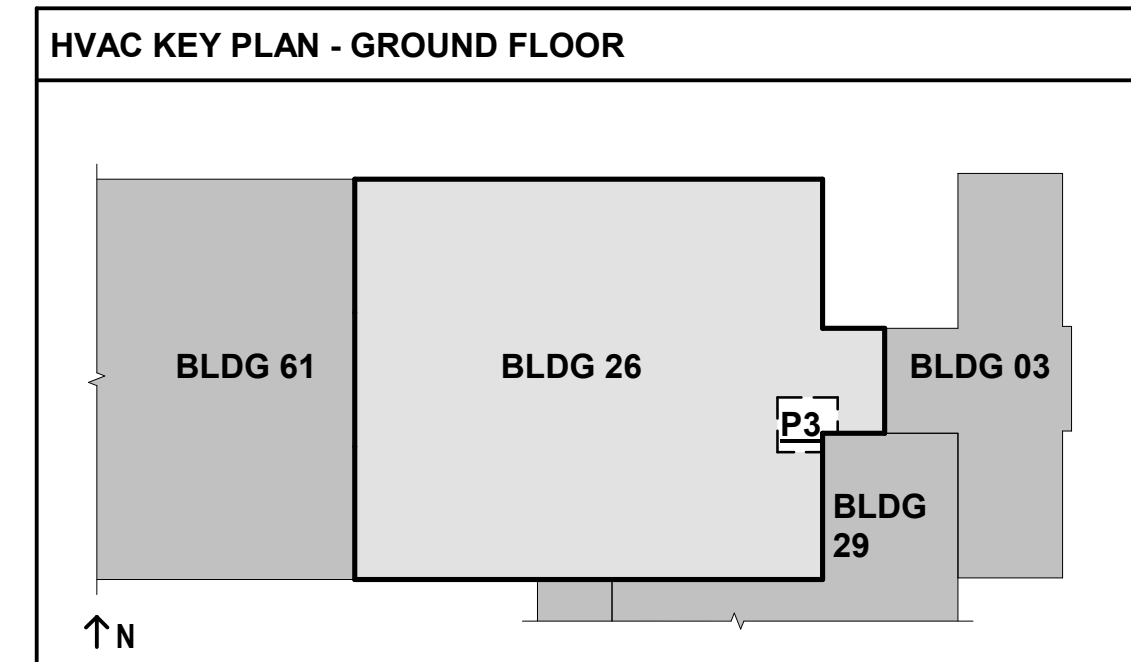 HVAC KEY PLAN - GROUND FLOOR
BLDG 61
BLDG 26
BLDG 03
P3
BLDG
29
N